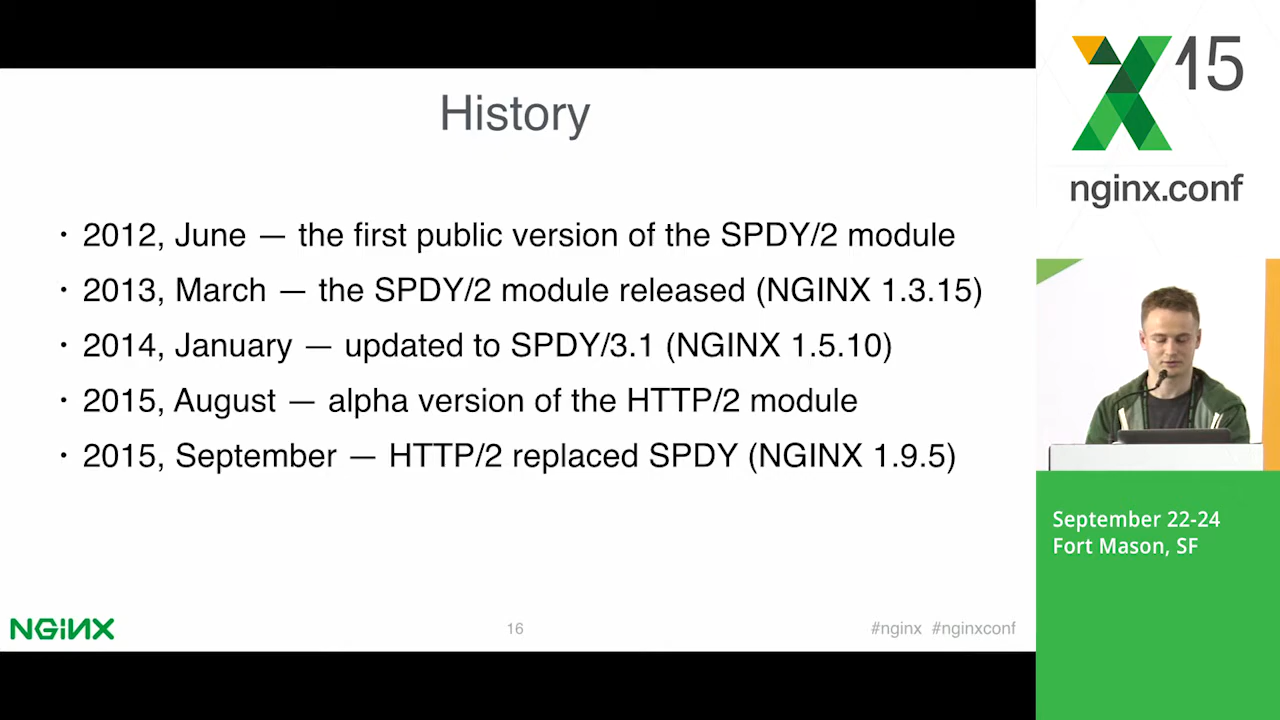 History
• 2012, June — the first public version of the SPDY/2 module
• 2013, March — the SPDY/2 module released (NGINX 1.3.15)
• 2014, January — updated to SPDY/3.1 (NGINX 1.5.10)
• 2015, August — alpha version of the HTTP/2 module
• 2015, September — HTTP/2 replaced SPDY (NGINX 1.9.5)
NGINX
16
#nginx #nginxconf
X15
nginx.conf
September 22-24
Fort Mason, SF